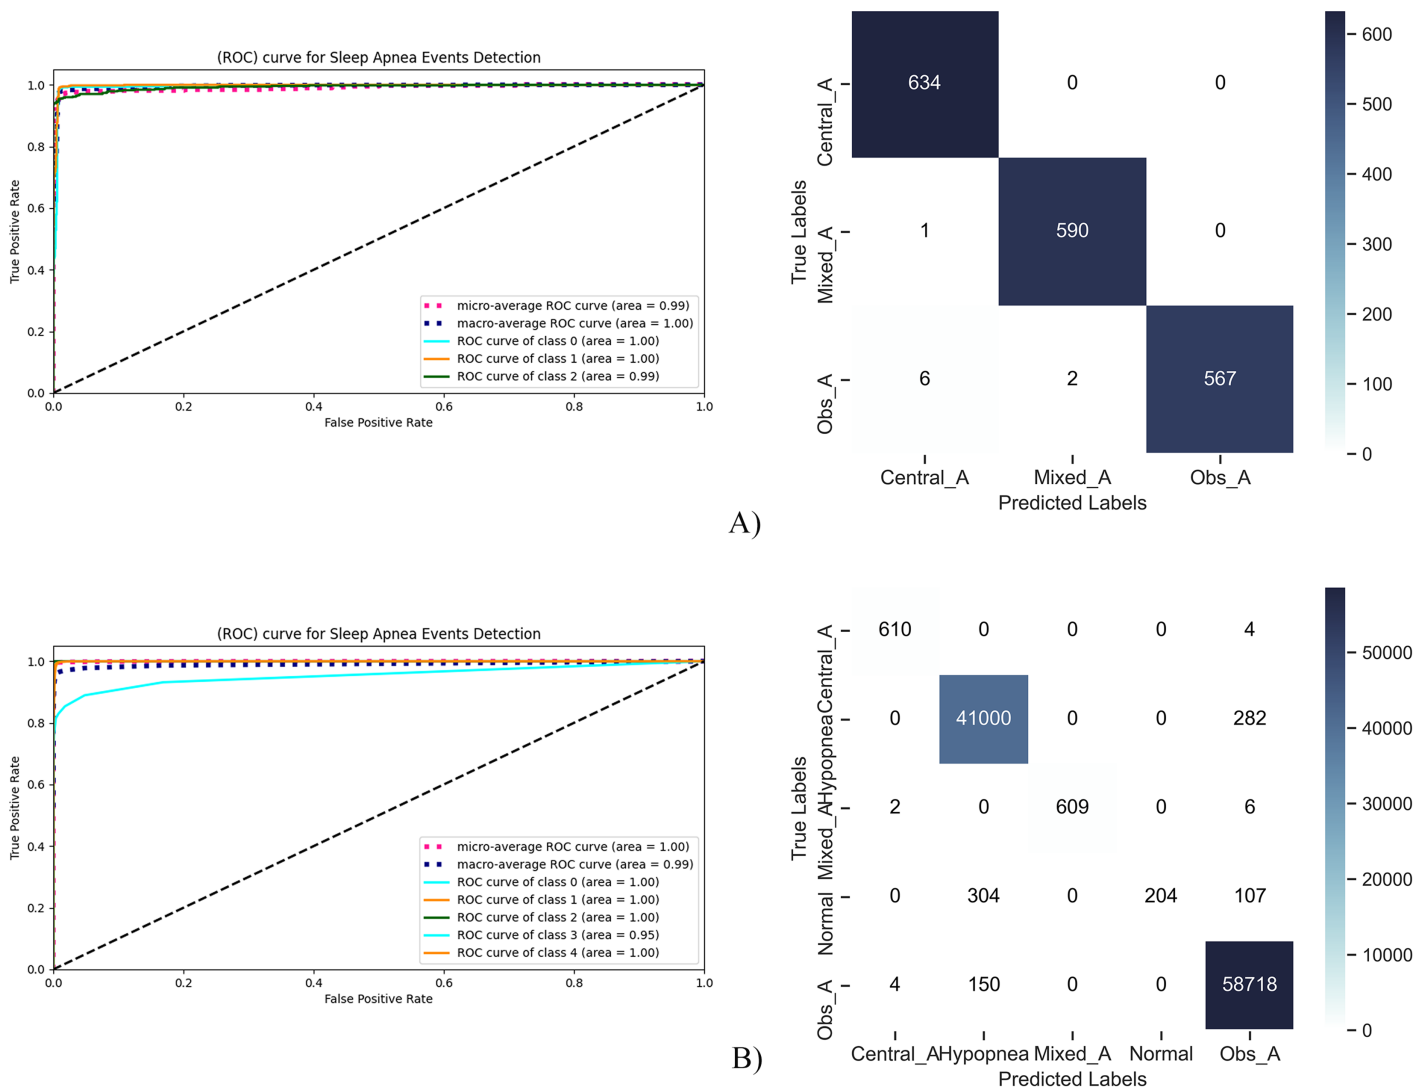 (ROC) curve for Sleep Apnea Events Detection
1.0
0.8
0.6
0.4
0.2
0.0
True Positive Rate
micro-average ROC curve (area = 0.99)
macro-average ROC curve (area = 1.00)
ROC curve of class 0 (area = 1.00)
ROC curve of class 1 (area = 1.00)
ROC curve of class 2 (area = 0.99)
0.0 0.2 0.4 0.6 0.8 1.0
False Positive Rate
True Labels
Central_A
634 0 0
Mixed_A
1 590 0
Obs_A
6 2 567
Central_A Mixed_A Obs_A
Predicted Labels
600
500
400
300
200
100
0
A)
(ROC) curve for Sleep Apnea Events Detection
1.0
0.8
0.6
0.4
0.2
0.0
True Positive Rate
micro-average ROC curve (area = 1.00)
macro-average ROC curve (area = 0.99)
ROC curve of class 0 (area = 1.00)
ROC curve of class 1 (area = 1.00)
ROC curve of class 2 (area = 1.00)
ROC curve of class 3 (area = 0.95)
ROC curve of class 4 (area = 1.00)
0.0 0.2 0.4 0.6 0.8 1.0
False Positive Rate
True Labels
Central_A
610 0 0 0 4
Hypopnea
0 41000 0 0 282
Mixed_A
2 0 609 0 6
Normal
0 304 0 204 107
Obs_A
4 150 0 0 58718
Central_A Hypopnea Mixed_A Normal Obs_A
Predicted Labels
50000
40000
30000
20000
10000
0
B)